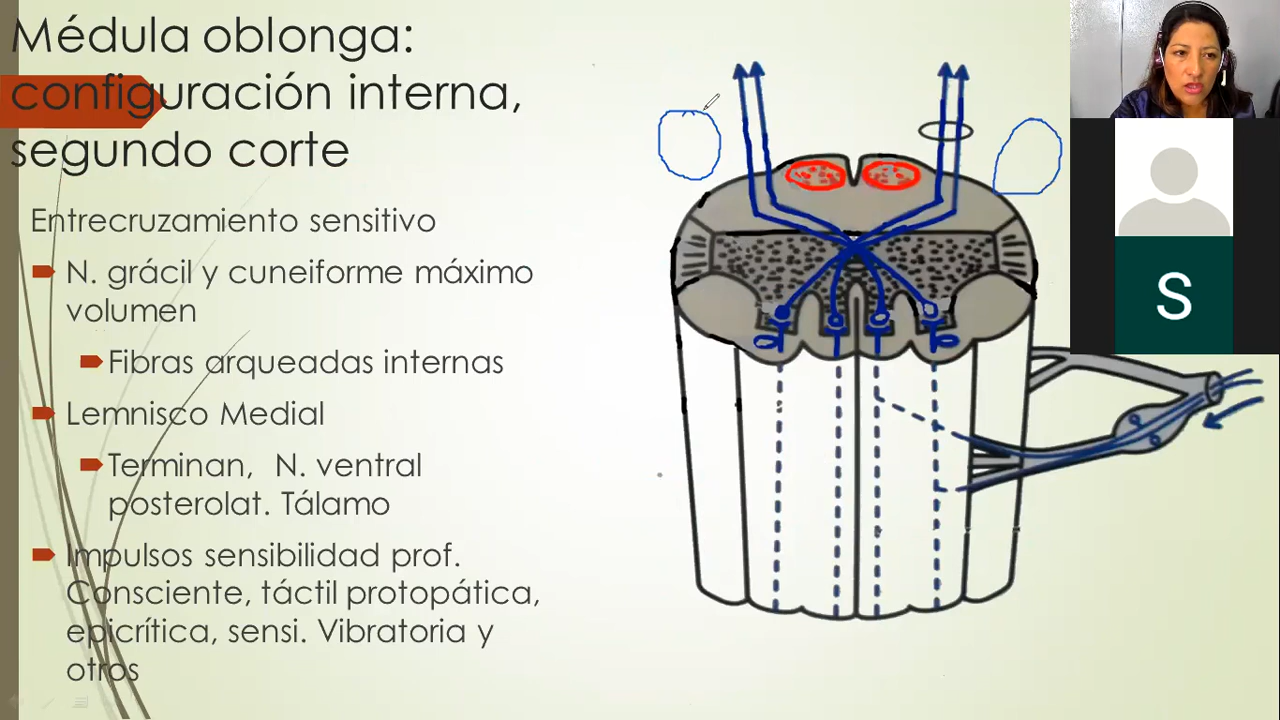 Médula oblonga:
configuración interna,
segundo corte
Entrecruzamiento sensitivo
N. grácil y cuneiforme máximo
volumen
Fibras arqueadas internas
Lemnisco Medial
Terminan, N. ventral
posterolat. Tálamo
Impulsos sensibilidad prof.
Consciente, táctil protopática,
epicrítica, sensi. Vibratoria y
otros
S